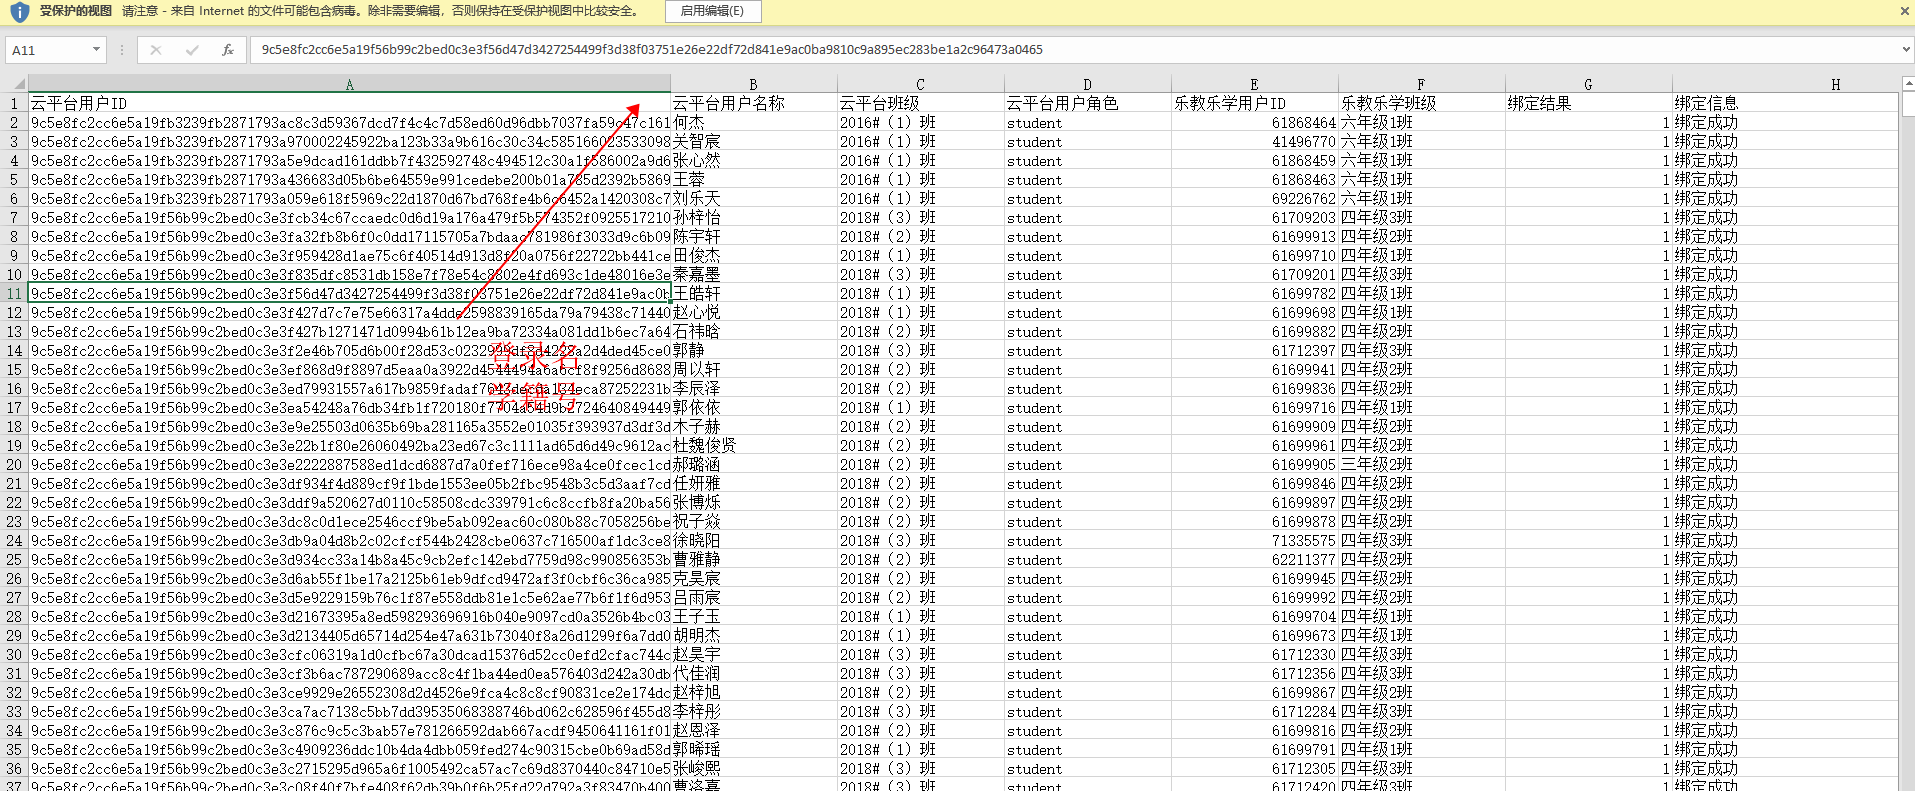 受保护的视图 请注意 - 来自 Internet 的文件可能包含病毒。除非需要编辑，否则保持在受保护视图中比较安全。 启用编辑(E)
A11 fx 9c5e8fc2cc6e5a19f56b99c2bed0c3e3f56d47d3427254499f3d38f03751e26e22df72d841e9ac0ba9810c9a895ec283be1a2c96473a0465
A B C D E F G H
1 云平台用户ID 云平台用户名称 云平台班级 云平台用户角色 乐教乐学用户ID 乐教乐学班级 绑定结果 绑定信息
2 何杰 2016#（1）班 student 61868464 六年级1班 1 绑定成功
3 关智宸 2016#（1）班 student 41496770 六年级1班 1 绑定成功
4 张心然 2016#（1）班 student 61868459 六年级1班 1 绑定成功
5 王蓉 2016#（1）班 student 61868463 六年级1班 1 绑定成功
6 刘乐天 2016#（1）班 student 69226762 六年级1班 1 绑定成功
7 孙梓怡 2018#（3）班 student 61709203 四年级3班 1 绑定成功
8 陈宇轩 2018#（2）班 student 61699913 四年级2班 1 绑定成功
9 田俊杰 2018#（1）班 student 61699710 四年级1班 1 绑定成功
10 秦嘉墨 2018#（3）班 student 61709201 四年级3班 1 绑定成功
11 9c5e8fc2cc6e5a19f56b99c2bed0c3e3f56d47d3427254499f3d38f03751e26e22df72d841e9ac0b 王皓轩 2018#（1）班 student 61699782 四年级1班 1 绑定成功
12 赵心悦 2018#（1）班 student 61699698 四年级1班 1 绑定成功
13 9c5e8fc2cc6e5a19f56b99c2bed0c3e3f427b1271471d0994b61b12ea9ba72334a081dd1b6ec7a64 石祎晗 2018#（2）班 student 61699882 四年级2班 1 绑定成功
登录名
14 郭静 2018#（3）班 student 61712397 四年级3班 1 绑定成功
15 周以轩 2018#（2）班 student 61699941 四年级2班 1 绑定成功
学籍号
16 李辰泽 2018#（2）班 student 61699836 四年级2班 1 绑定成功
17 郭依依 2018#（1）班 student 61699716 四年级1班 1 绑定成功
18 9c5e8fc2cc6e5a19f56b99c2bed0c3e3e9e25503d0635b69ba281165a3552e01035f393937d3df3d 木子赫 2018#（2）班 student 61699909 四年级2班 1 绑定成功
19 9c5e8fc2cc6e5a19f56b99c2bed0c3e3e22b1f80e26060492ba23ed67c3c1111ad65d6d49c9612ac 杜魏俊贤 2018#（2）班 student 61699961 四年级2班 1 绑定成功
20 9c5e8fc2cc6e5a19f56b99c2bed0c3e3e2222887588ed1dcd6887d7a0fef716ece98a4ce0fcec1cd 郝璐涵 2018#（2）班 student 61699905 三年级2班 1 绑定成功
21 9c5e8fc2cc6e5a19f56b99c2bed0c3e3df934f4d889cf9f1bde1553ee05b2fbc9548b3c5d3aaf7cd 任妍雅 2018#（2）班 student 61699846 四年级2班 1 绑定成功
22 9c5e8fc2cc6e5a19f56b99c2bed0c3e3ddf9a520627d0110c58508cdc339791c6c8ccfb8fa20ba56 张博烁 2018#（2）班 student 61699897 四年级2班 1 绑定成功
23 9c5e8fc2cc6e5a19f56b99c2bed0c3e3dc8c0d1ece2546ccf9be5ab092eac60c080b88c7058256be 祝子焱 2018#（2）班 student 61699878 四年级2班 1 绑定成功
24 9c5e8fc2cc6e5a19f56b99c2bed0c3e3db9a04d8b2c02cfcf544b2428cbe0637c716500af1dc3ce8 徐晓阳 2018#（3）班 student 71335575 四年级3班 1 绑定成功
25 9c5e8fc2cc6e5a19f56b99c2bed0c3e3d934cc33a14b8a45c9cb2efc142ebd7759d98c990856353b 曹雅静 2018#（2）班 student 62211377 四年级2班 1 绑定成功
26 9c5e8fc2cc6e5a19f56b99c2bed0c3e3d6ab55f1be17a2125b61eb9dfcd9472af3f0cbf6c36ca985 克昊宸 2018#（2）班 student 61699945 四年级2班 1 绑定成功
27 9c5e8fc2cc6e5a19f56b99c2bed0c3e3d5e9229159b76c1f87e558ddb81e1c5e62ae77b6f1f6d953 吕雨宸 2018#（2）班 student 61699992 四年级2班 1 绑定成功
28 9c5e8fc2cc6e5a19f56b99c2bed0c3e3d21673395a8ed598293696916b040e9097cd0a3526b4bc03 王子玉 2018#（1）班 student 61699704 四年级1班 1 绑定成功
29 9c5e8fc2cc6e5a19f56b99c2bed0c3e3d2134405d65714d254e47a631b73040f8a26d1299f6a7dd0 胡明杰 2018#（1）班 student 61699673 四年级1班 1 绑定成功
30 9c5e8fc2cc6e5a19f56b99c2bed0c3e3cfc06319a1d0cfbc67a30dcad15376d52cc0efd2cfac744c 赵昊宇 2018#（3）班 student 61712330 四年级3班 1 绑定成功
31 9c5e8fc2cc6e5a19f56b99c2bed0c3e3cf3b6ac787290689acc8c4f1ba44ed0ea576403d242a30db 代佳润 2018#（3）班 student 61712356 四年级3班 1 绑定成功
32 9c5e8fc2cc6e5a19f56b99c2bed0c3e3ce9929e26552308d2d4526e9fca4c8c8cf90831ce2e174dc 赵梓旭 2018#（2）班 student 61699867 四年级2班 1 绑定成功
33 9c5e8fc2cc6e5a19f56b99c2bed0c3e3ca7ac7138c5bb7dd39535068388746bd062c628596f455d8 李梓彤 2018#（3）班 student 61712284 四年级3班 1 绑定成功
34 9c5e8fc2cc6e5a19f56b99c2bed0c3e3c876c9c5c3bab57e781266592dab667acdf9450641161f01 赵恩泽 2018#（2）班 student 61699816 四年级2班 1 绑定成功
35 9c5e8fc2cc6e5a19f56b99c2bed0c3e3c4909236ddc10b4da4dbb059fed274c90315cbe0b69ad58d 郭晞瑶 2018#（1）班 student 61699791 四年级1班 1 绑定成功
36 9c5e8fc2cc6e5a19f56b99c2bed0c3e3c2715295d965a6f1005492ca57ac7c69d8370440c84710e5 张峻熙 2018#（3）班 student 61712305 四年级3班 1 绑定成功
37 2018#（3）班 student 61712420 四年级3班 1 绑定成功